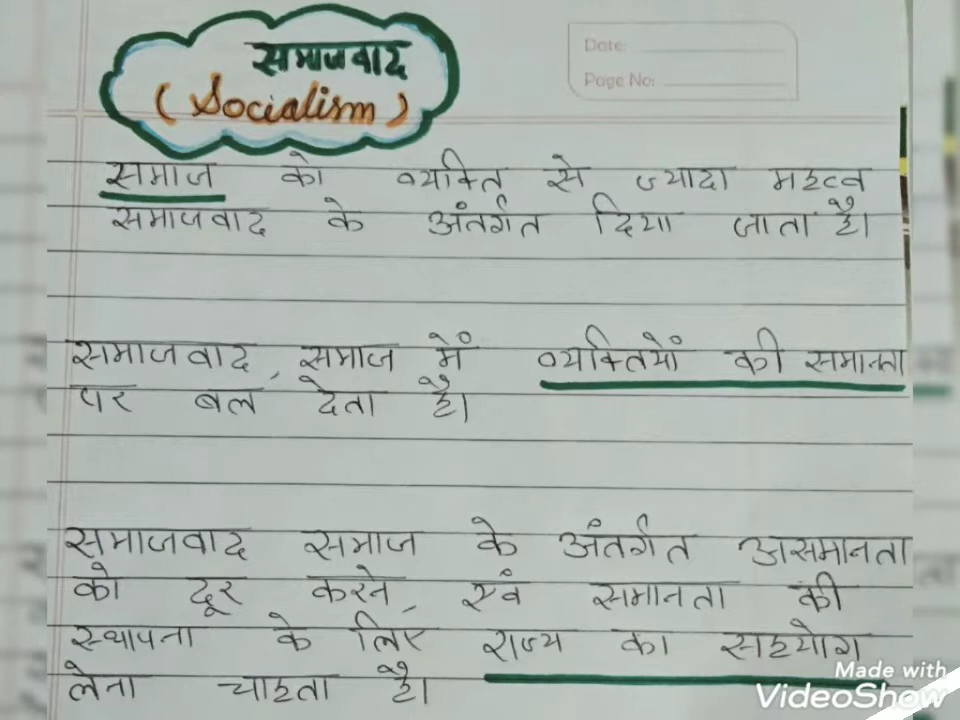 समाजवाद
(Socialism)
Date:
Page No:
समाज को व्यक्ति से ज्यादा महत्व
समाजवाद के अंतर्गत दिया जाता है।
समाजवाद, समाज में व्यक्तियों की समानता
पर बल देता है।
समाजवाद समाज के अंतर्गत असमानता
को दूर करने, एवं समानता की
स्थापना के लिए राज्य का सहयोग
लेना चाहता है।
Made with
VideoShow